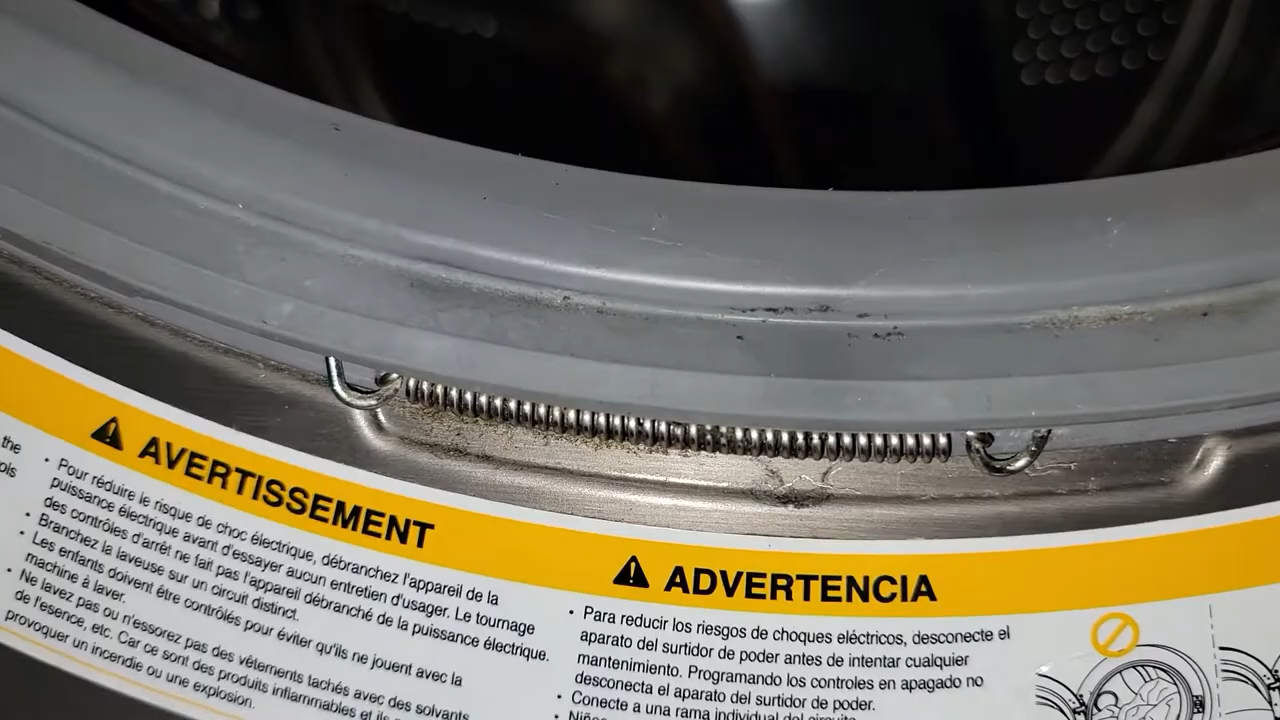 the
ols
AVERTISSEMENT
• Pour réduire le risque de choc électrique, débranchez l'appareil de la
puissance électrique avant d'essayer aucun entretien d'usager. Le tournage
des contrôles d'arrêt ne fait pas l'appareil débranché de la puissance électrique.
• Branchez la laveuse sur un circuit distinct.
• Les enfants doivent être contrôlés pour éviter qu'ils ne jouent avec la
machine à laver.
• Ne lavez pas ou n'essorez pas des vêtements tachés avec des solvants
de l'esence, etc. Car ce sont des produits infiammables et ils
provoquer un incendie ou une explosion.
ADVERTENCIA
• Para reducir los riesgos de choques eléctricos, desconecte el
aparato del surtidor de poder antes de intentar cualquier
mantenimiento. Programando los controles en apagado no
desconecta el aparato del surtidor de poder.
• Conecte a una rama individual del circuito